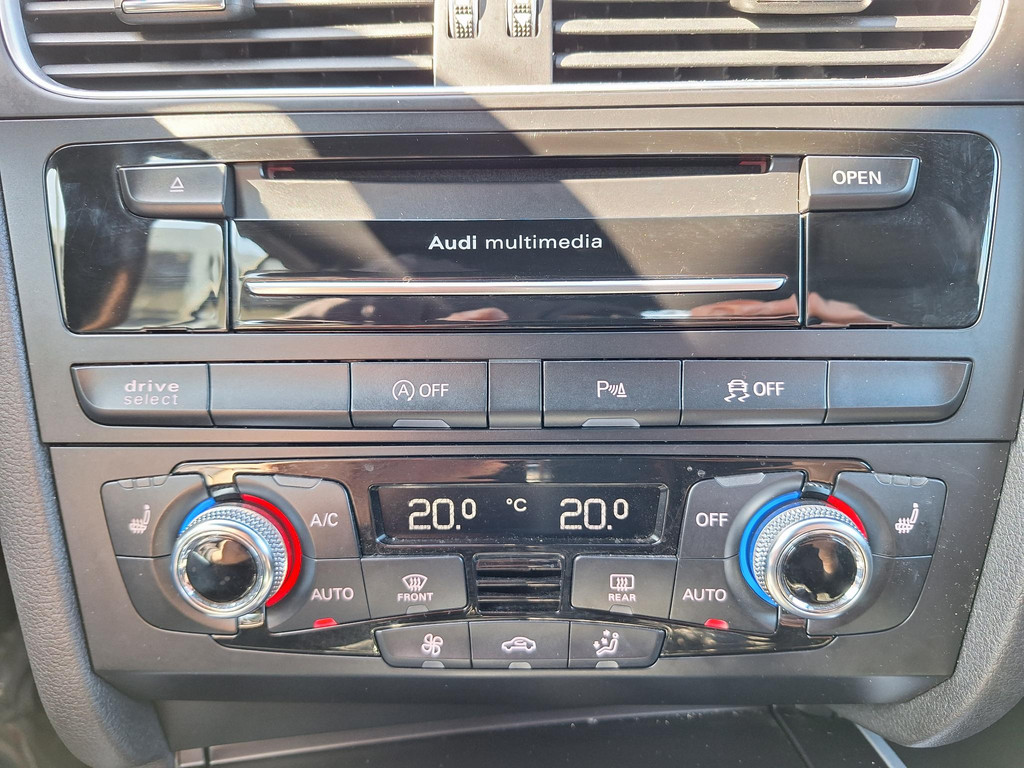 OPEN
Audi multimedia
drive
select
A OFF
P
OFF
20.0 °C 20.0
A/C
OFF
AUTO
FRONT
REAR
AUTO